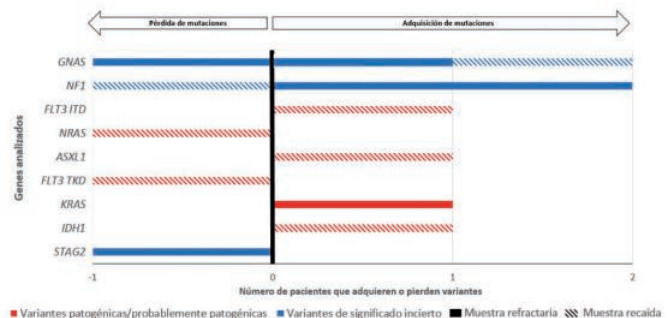 Pérdida de mutaciones Adquisición de mutaciones
Genes analizados
GNAS
NF1
FLT3 ITD
NRAS
ASXL1
FLT3 TKD
KRAS
IDH1
STAG2
-1 0 1 2
Número de pacientes que adquieren o pierden variantes
Variantes patogénicas/probablemente patogénicas Variantes de significado incierto Muestra refractaria Muestra recaída